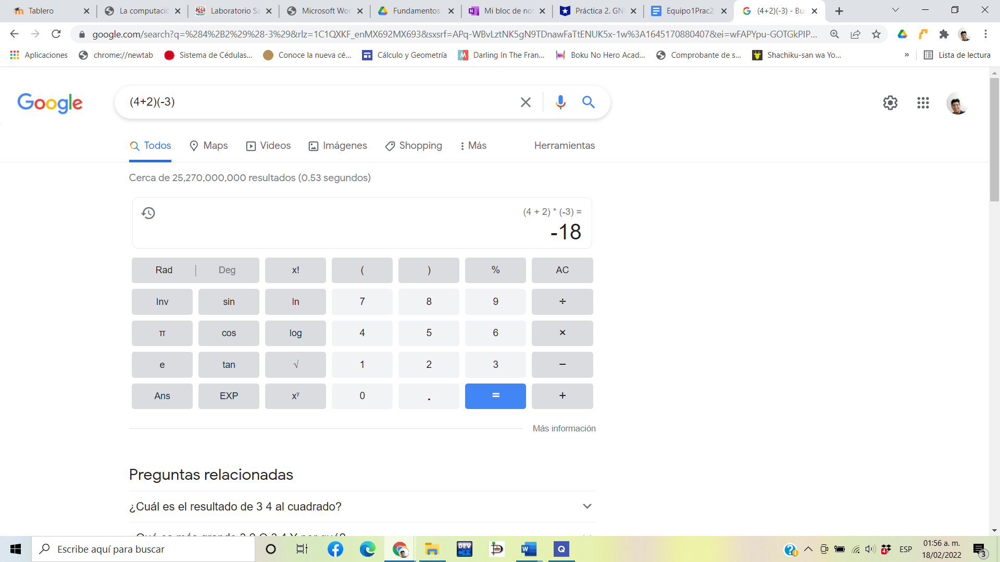 Tablero
La computació
Laboratorio Sa
Microsoft Wor
Fundamentos
Mi bloc de not
Práctica 2. GN
Equipo1Prac2
(4+2)(-3) - Bus
google.com/search?q=%284%2B2%29%28-3%29&rlz=1C1QXKF_enMX692MX693&sxsrf=APq-WBvLztNK5gN9TDnawFaTtENUK5x-1w%3A1645170880407&ei=wFAPYpu-GOTGkPIP...
Aplicaciones
chrome://newtab
Sistema de Cédulas...
Conoce la nueva cé...
Cálculo y Geometría
Darling In The Fran...
Boku No Hero Acad...
Comprobante de s...
Shachiku-san wa Yo...
»
Lista de lectura
Google
(4+2)(-3)
Todos
Maps
Videos
Imágenes
Shopping
Más
Herramientas
Cerca de 25,270,000,000 resultados (0.53 segundos)
(4 + 2) * (-3) =
-18
Rad | Deg x! ( ) % AC
Inv sin ln 7 8 9 ÷
π cos log 4 5 6 ×
e tan √ 1 2 3 −
Ans EXP xʸ 0 . = +
Más información
Preguntas relacionadas
¿Cuál es el resultado de 3 4 al cuadrado?
Escribe aquí para buscar
DEV
C++
W
Q
4
ESP
01:56 a. m.
18/02/2022
3